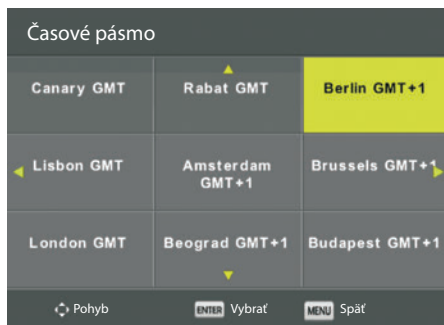 Časové pásmo
Canary GMT
Rabat GMT
Berlin GMT+1
Lisbon GMT
Amsterdam
GMT+1
Brussels GMT+1
London GMT
Beograd GMT+1
Budapest GMT+1
Pohyb
ENTER Vybrať
MENU Späť